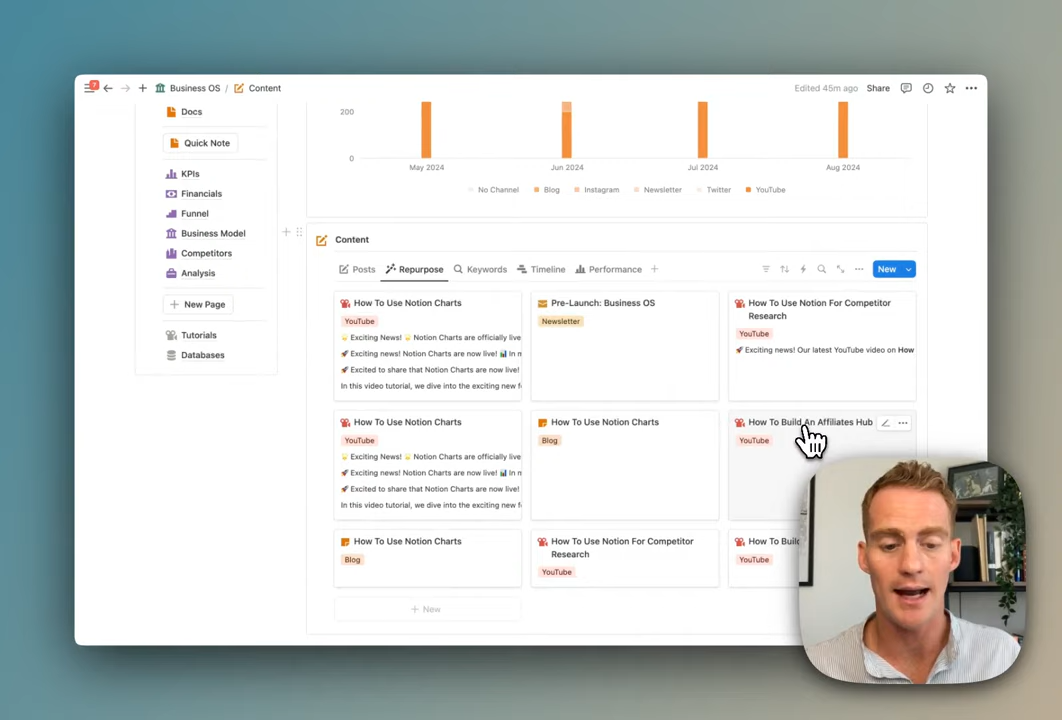 7
Business OS / Content
Edited 45m ago Share
Docs
Quick Note
KPIs
Financials
Funnel
Business Model
Competitors
Analysis
New Page
Tutorials
Databases
200
0
May 2024 Jun 2024 Jul 2024 Aug 2024
No Channel Blog Instagram Newsletter Twitter YouTube
Content
Posts Repurpose Keywords Timeline Performance New
How To Use Notion Charts
YouTube
Exciting News! Notion Charts are officially live
Exciting news! Notion Charts are now live! In m
Excited to share that Notion Charts are now live!
In this video tutorial, we dive into the exciting new f
Pre-Launch: Business OS
Newsletter
How To Use Notion For Competitor
Research
YouTube
Exciting news! Our latest YouTube video on How
How To Use Notion Charts
YouTube
Exciting News! Notion Charts are officially live
Exciting news! Notion Charts are now live! In m
Excited to share that Notion Charts are now live!
In this video tutorial, we dive into the exciting new f
How To Use Notion Charts
Blog
How To Build An Affiliates Hub
YouTube
How To Use Notion Charts
Blog
How To Use Notion For Competitor
Research
YouTube
How To Build
YouTube
New